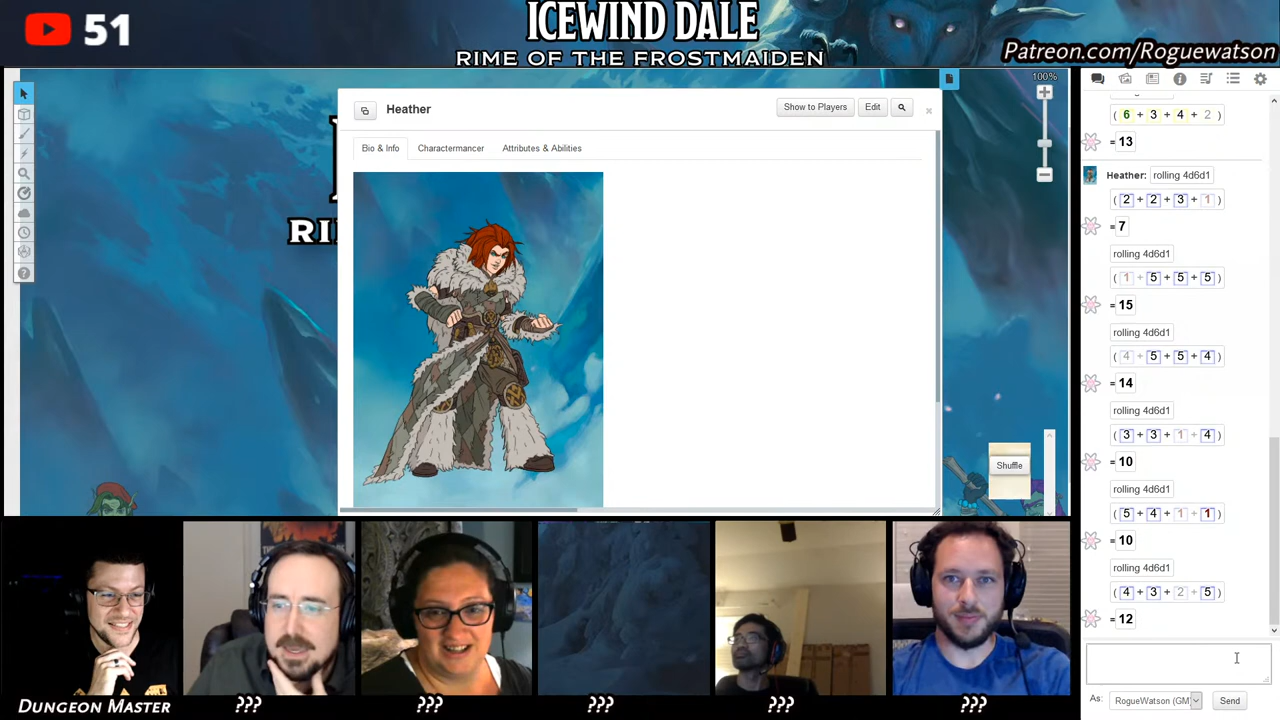 51
ICEWIND DALE
RIME OF THE FROSTMAIDEN
Patreon.com/Roguewatson
100%
Heather
Show to Players
Edit
Bio & Info
Charactermancer
Attributes & Abilities
RI
Shuffle
( 6 + 3 + 4 + 2 )
= 13
Heather: rolling 4d6d1
( 2 + 2 + 3 + 1 )
= 7
rolling 4d6d1
( 1 + 5 + 5 + 5 )
= 15
rolling 4d6d1
( 4 + 5 + 5 + 4 )
= 14
rolling 4d6d1
( 3 + 3 + 1 + 4 )
= 10
rolling 4d6d1
( 5 + 4 + 1 + 1 )
= 10
rolling 4d6d1
( 4 + 3 + 2 + 5 )
= 12
As: RogueWatson (GM)
Send
DUNGEON MASTER
???
???
???
???
???